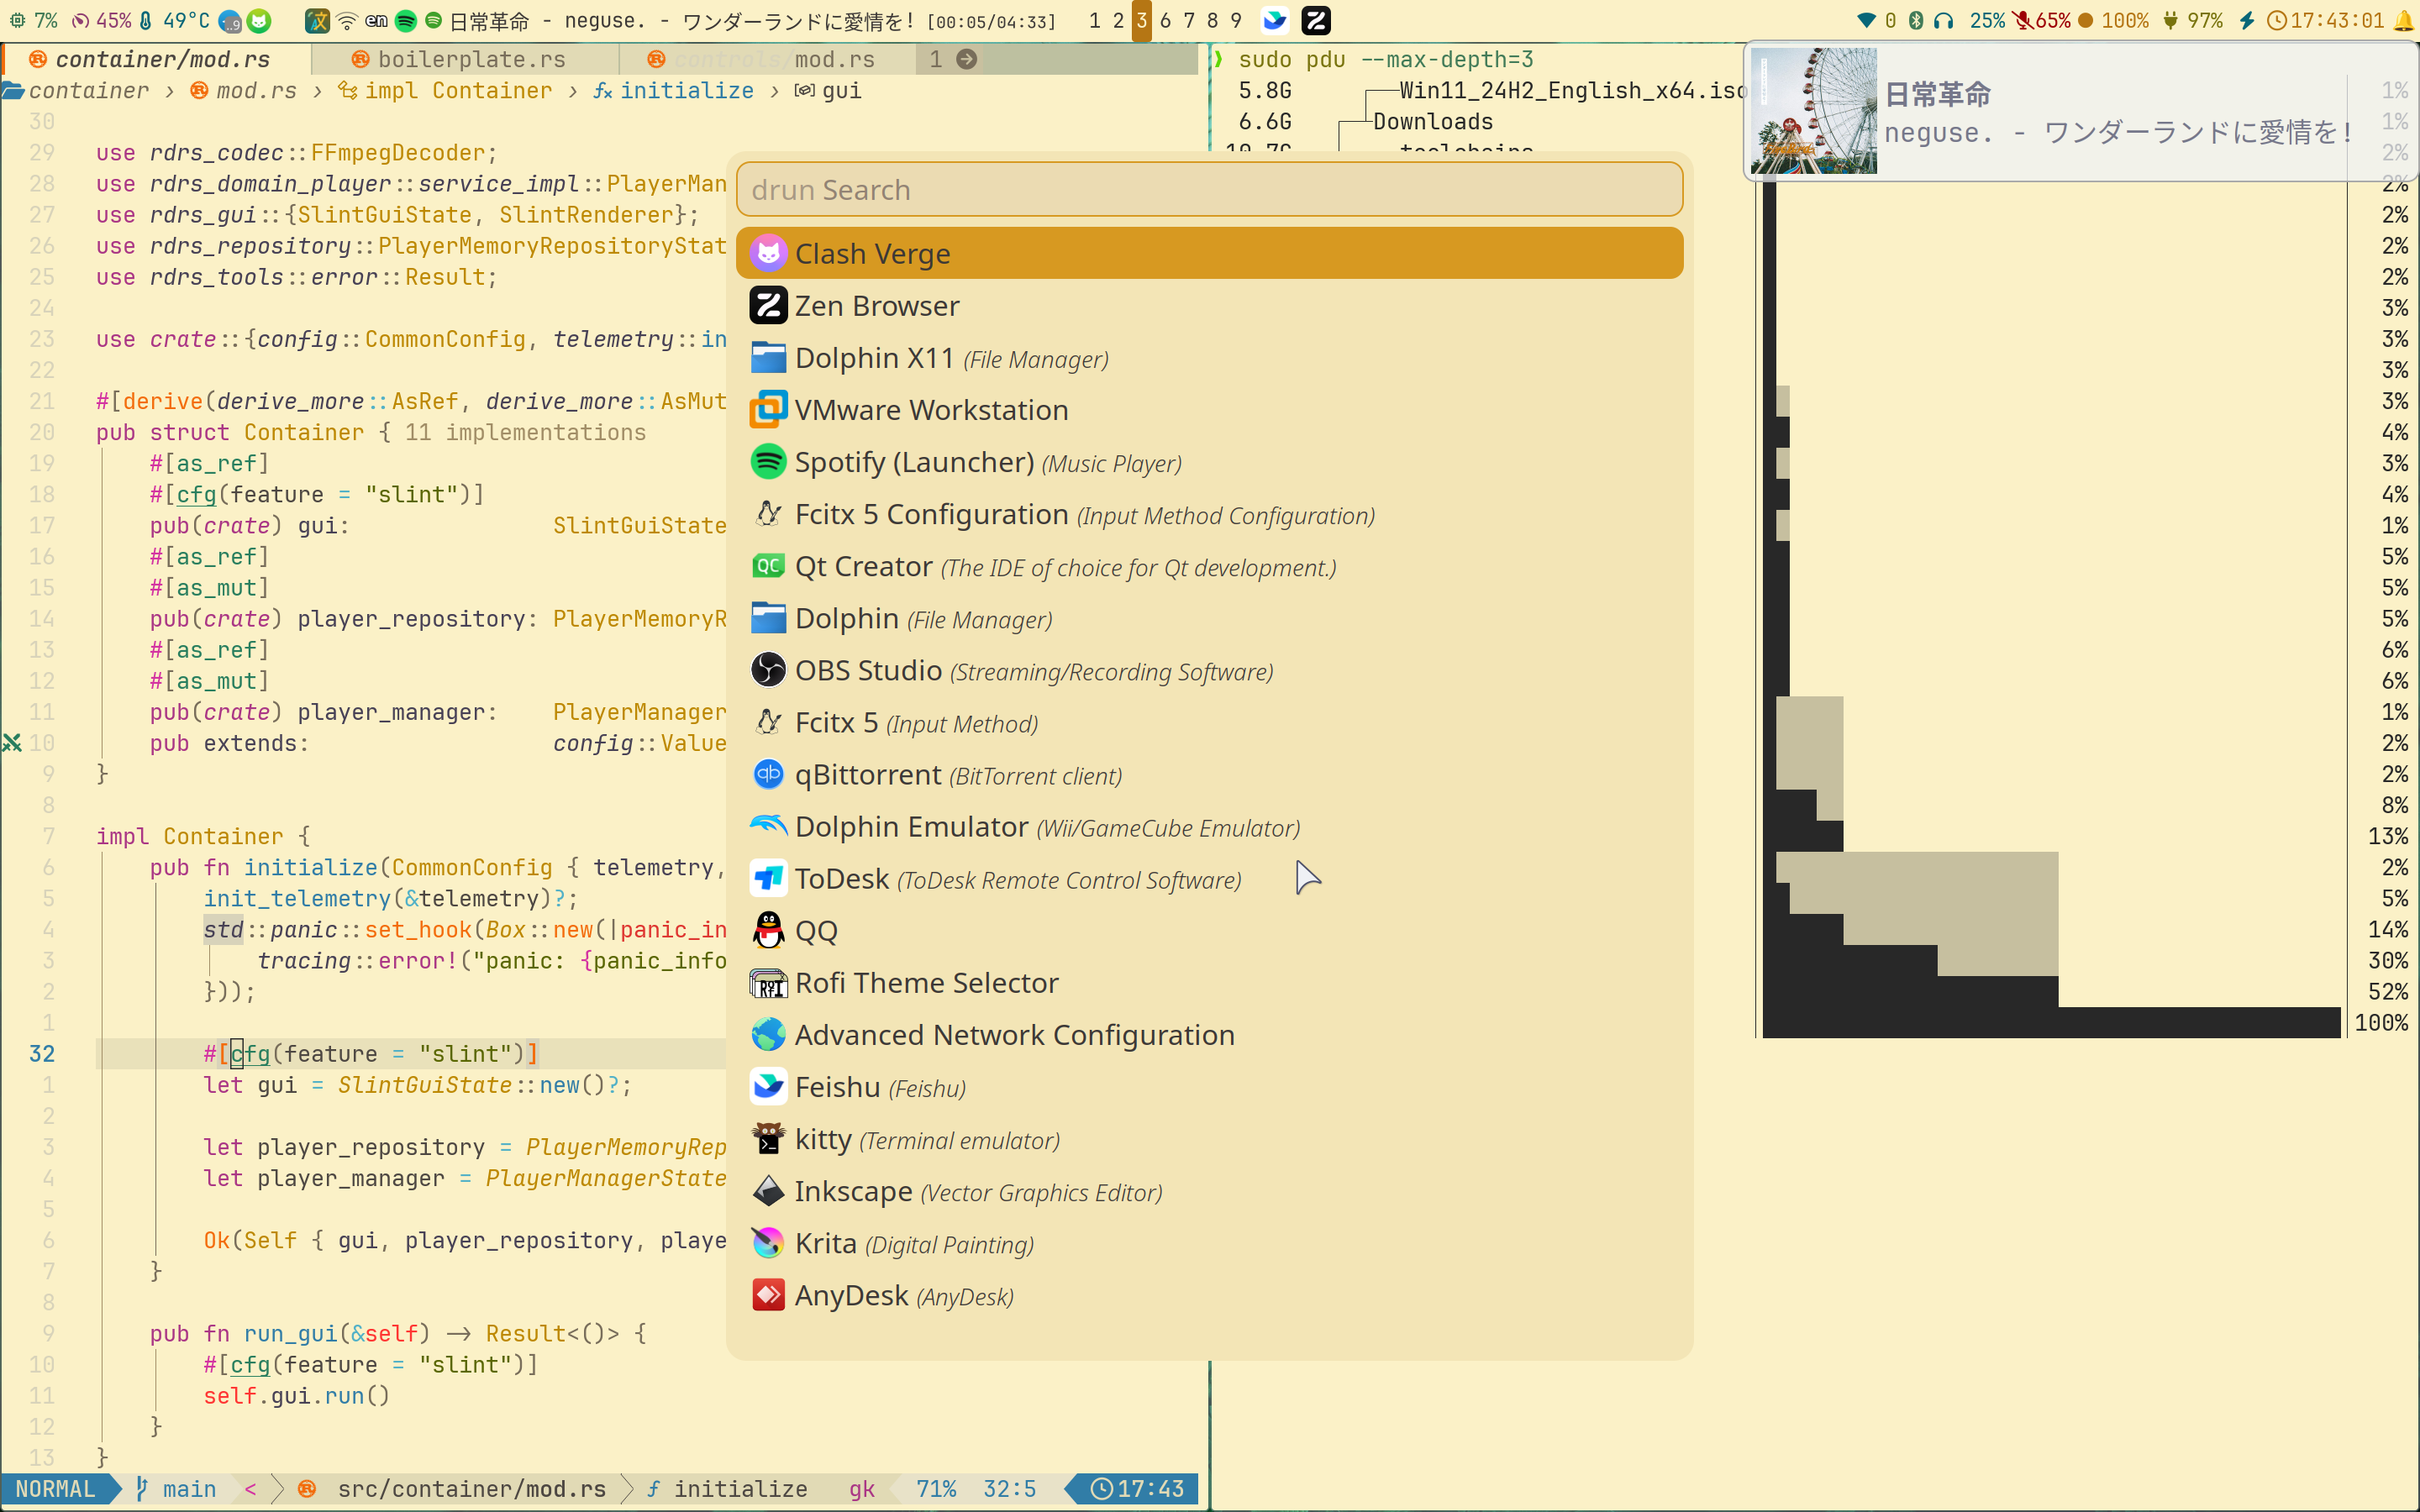 7% 45% 49°C en 日常革命 - neguse. - ワンダーランドに愛情を! [00:05/04:33] 1 2 3 6 7 8 9 0 25% 65% 100% 97% 17:43:01
container/mod.rs boilerplate.rs controls/mod.rs 1
container › mod.rs › impl Container › initialize › gui
30
29 use rdrs_codec::FFmpegDecoder;
28 use rdrs_domain_player::service_impl::PlayerMan
27 use rdrs_gui::{SlintGuiState, SlintRenderer};
26 use rdrs_repository::PlayerMemoryRepositoryStat
25 use rdrs_tools::error::Result;
24
23 use crate::{config::CommonConfig, telemetry::in
22
21 #[derive(derive_more::AsRef, derive_more::AsMut
20 pub struct Container { 11 implementations
19 #[as_ref]
18 #[cfg(feature = "slint")]
17 pub(crate) gui: SlintGuiState
16 #[as_ref]
15 #[as_mut]
14 pub(crate) player_repository: PlayerMemoryR
13 #[as_ref]
12 #[as_mut]
11 pub(crate) player_manager: PlayerManager
10 pub extends: config::Value
9 }
8
7 impl Container {
6 pub fn initialize(CommonConfig { telemetry,
5 init_telemetry(&telemetry)?;
4 std::panic::set_hook(Box::new(|panic_in
3 tracing::error!("panic: {panic_info
2 }));
1
32 #[cfg(feature = "slint")]
1 let gui = SlintGuiState::new()?;
2
3 let player_repository = PlayerMemoryRep
4 let player_manager = PlayerManagerState
5
6 Ok(Self { gui, player_repository, playe
7 }
8
9 pub fn run_gui(&self) -> Result<()> {
10 #[cfg(feature = "slint")]
11 self.gui.run()
12 }
13 }
NORMAL main < src/container/mod.rs initialize gk 71% 32:5 17:43
drun Search
Clash Verge
Zen Browser
Dolphin X11 (File Manager)
VMware Workstation
Spotify (Launcher) (Music Player)
Fcitx 5 Configuration (Input Method Configuration)
Qt Creator (The IDE of choice for Qt development.)
Dolphin (File Manager)
OBS Studio (Streaming/Recording Software)
Fcitx 5 (Input Method)
qBittorrent (BitTorrent client)
Dolphin Emulator (Wii/GameCube Emulator)
ToDesk (ToDesk Remote Control Software)
QQ
Rofi Theme Selector
Advanced Network Configuration
Feishu (Feishu)
kitty (Terminal emulator)
Inkscape (Vector Graphics Editor)
Krita (Digital Painting)
AnyDesk (AnyDesk)
❯ sudo pdu --max-depth=3
5.8G Win11_24H2_English_x64.iso
6.6G Downloads
日常革命
neguse. - ワンダーランドに愛情を!
1%
1%
2%
2%
2%
2%
2%
3%
3%
3%
3%
4%
3%
4%
1%
5%
5%
5%
6%
6%
1%
2%
2%
8%
13%
2%
5%
14%
30%
52%
100%